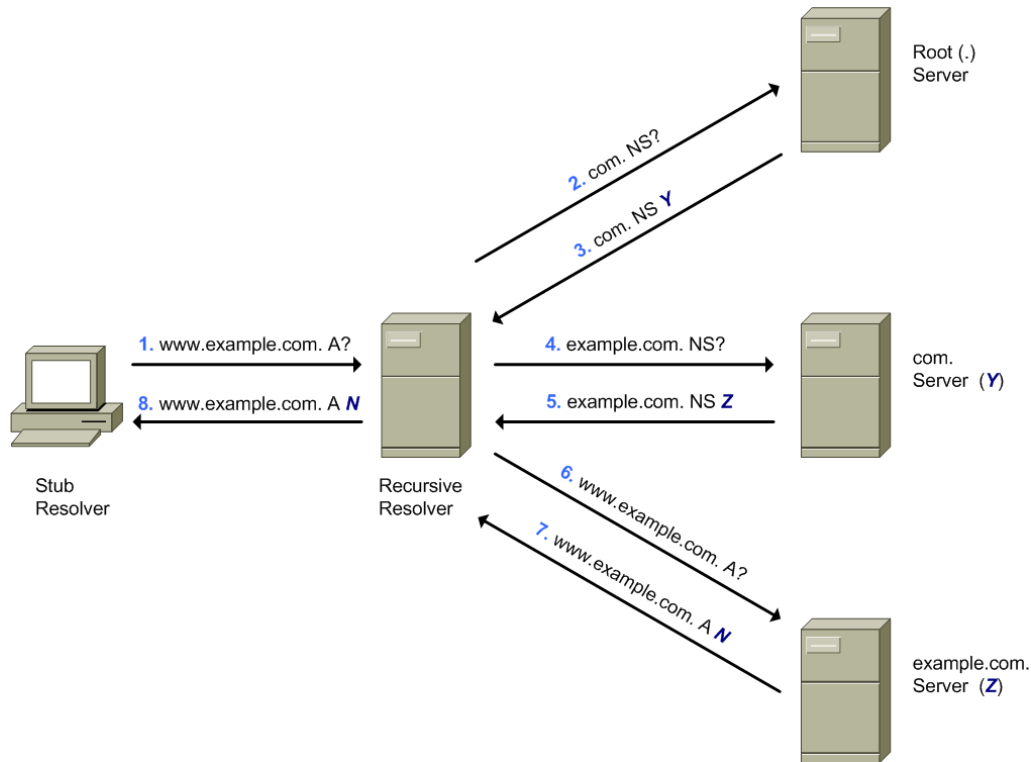 Root (.)
Server
2. com. NS?
3. com. NS Y
1. www.example.com. A?
8. www.example.com. A N
4. example.com. NS?
5. example.com. NS Z
com.
Server (Y)
Stub
Resolver
Recursive
Resolver
6. www.example.com. A?
7. www.example.com. A N
example.com.
Server (Z)